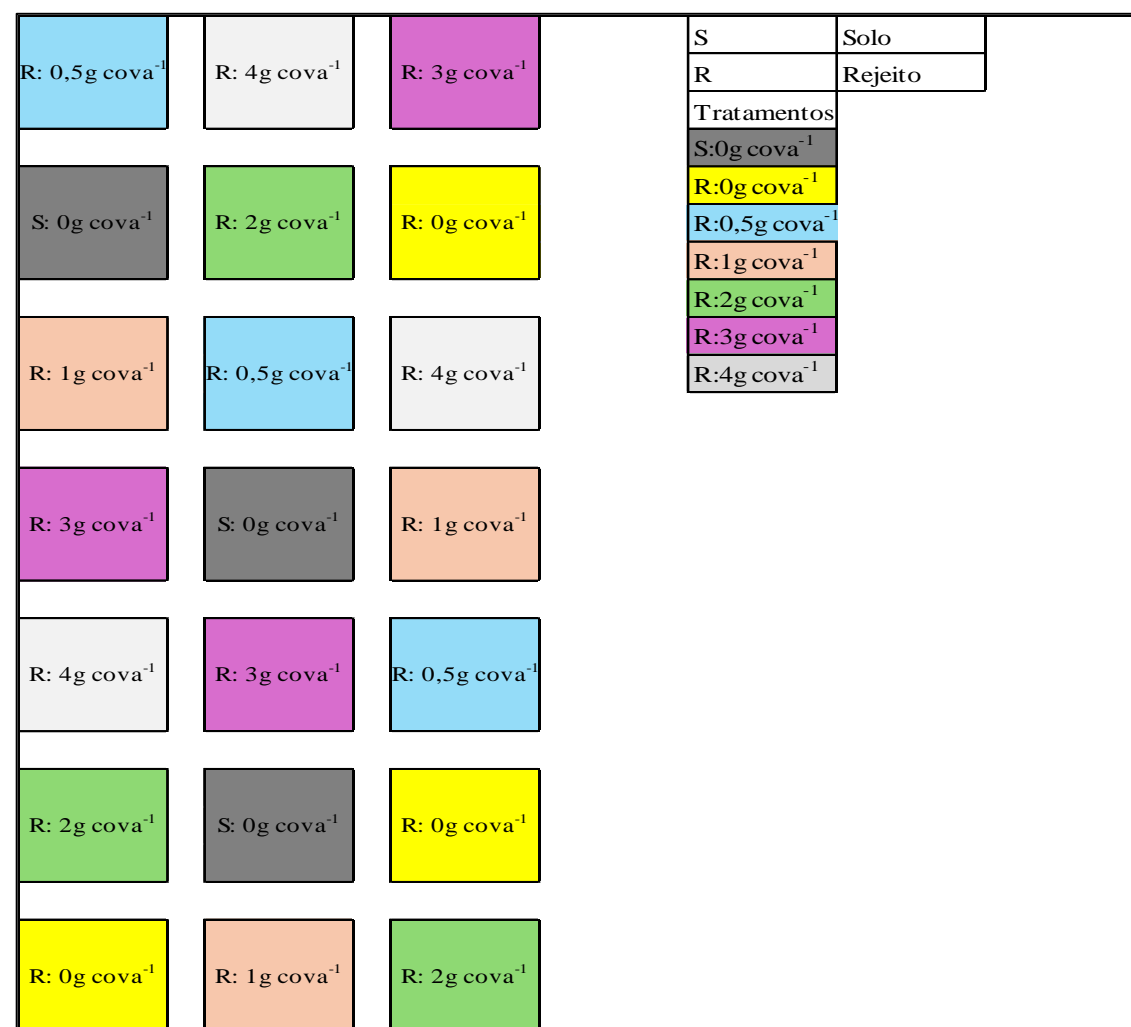 R: 0,5g cova⁻¹ R: 4g cova⁻¹ R: 3g cova⁻¹
S: 0g cova⁻¹ R: 2g cova⁻¹ R: 0g cova⁻¹
R: 1g cova⁻¹ R: 0,5g cova⁻¹ R: 4g cova⁻¹
R: 3g cova⁻¹ S: 0g cova⁻¹ R: 1g cova⁻¹
R: 4g cova⁻¹ R: 3g cova⁻¹ R: 0,5g cova⁻¹
R: 2g cova⁻¹ S: 0g cova⁻¹ R: 0g cova⁻¹
R: 0g cova⁻¹ R: 1g cova⁻¹ R: 2g cova⁻¹
S Solo
R Rejeito
Tratamentos
S:0g cova⁻¹
R:0g cova⁻¹
R:0,5g cova⁻¹
R:1g cova⁻¹
R:2g cova⁻¹
R:3g cova⁻¹
R:4g cova⁻¹